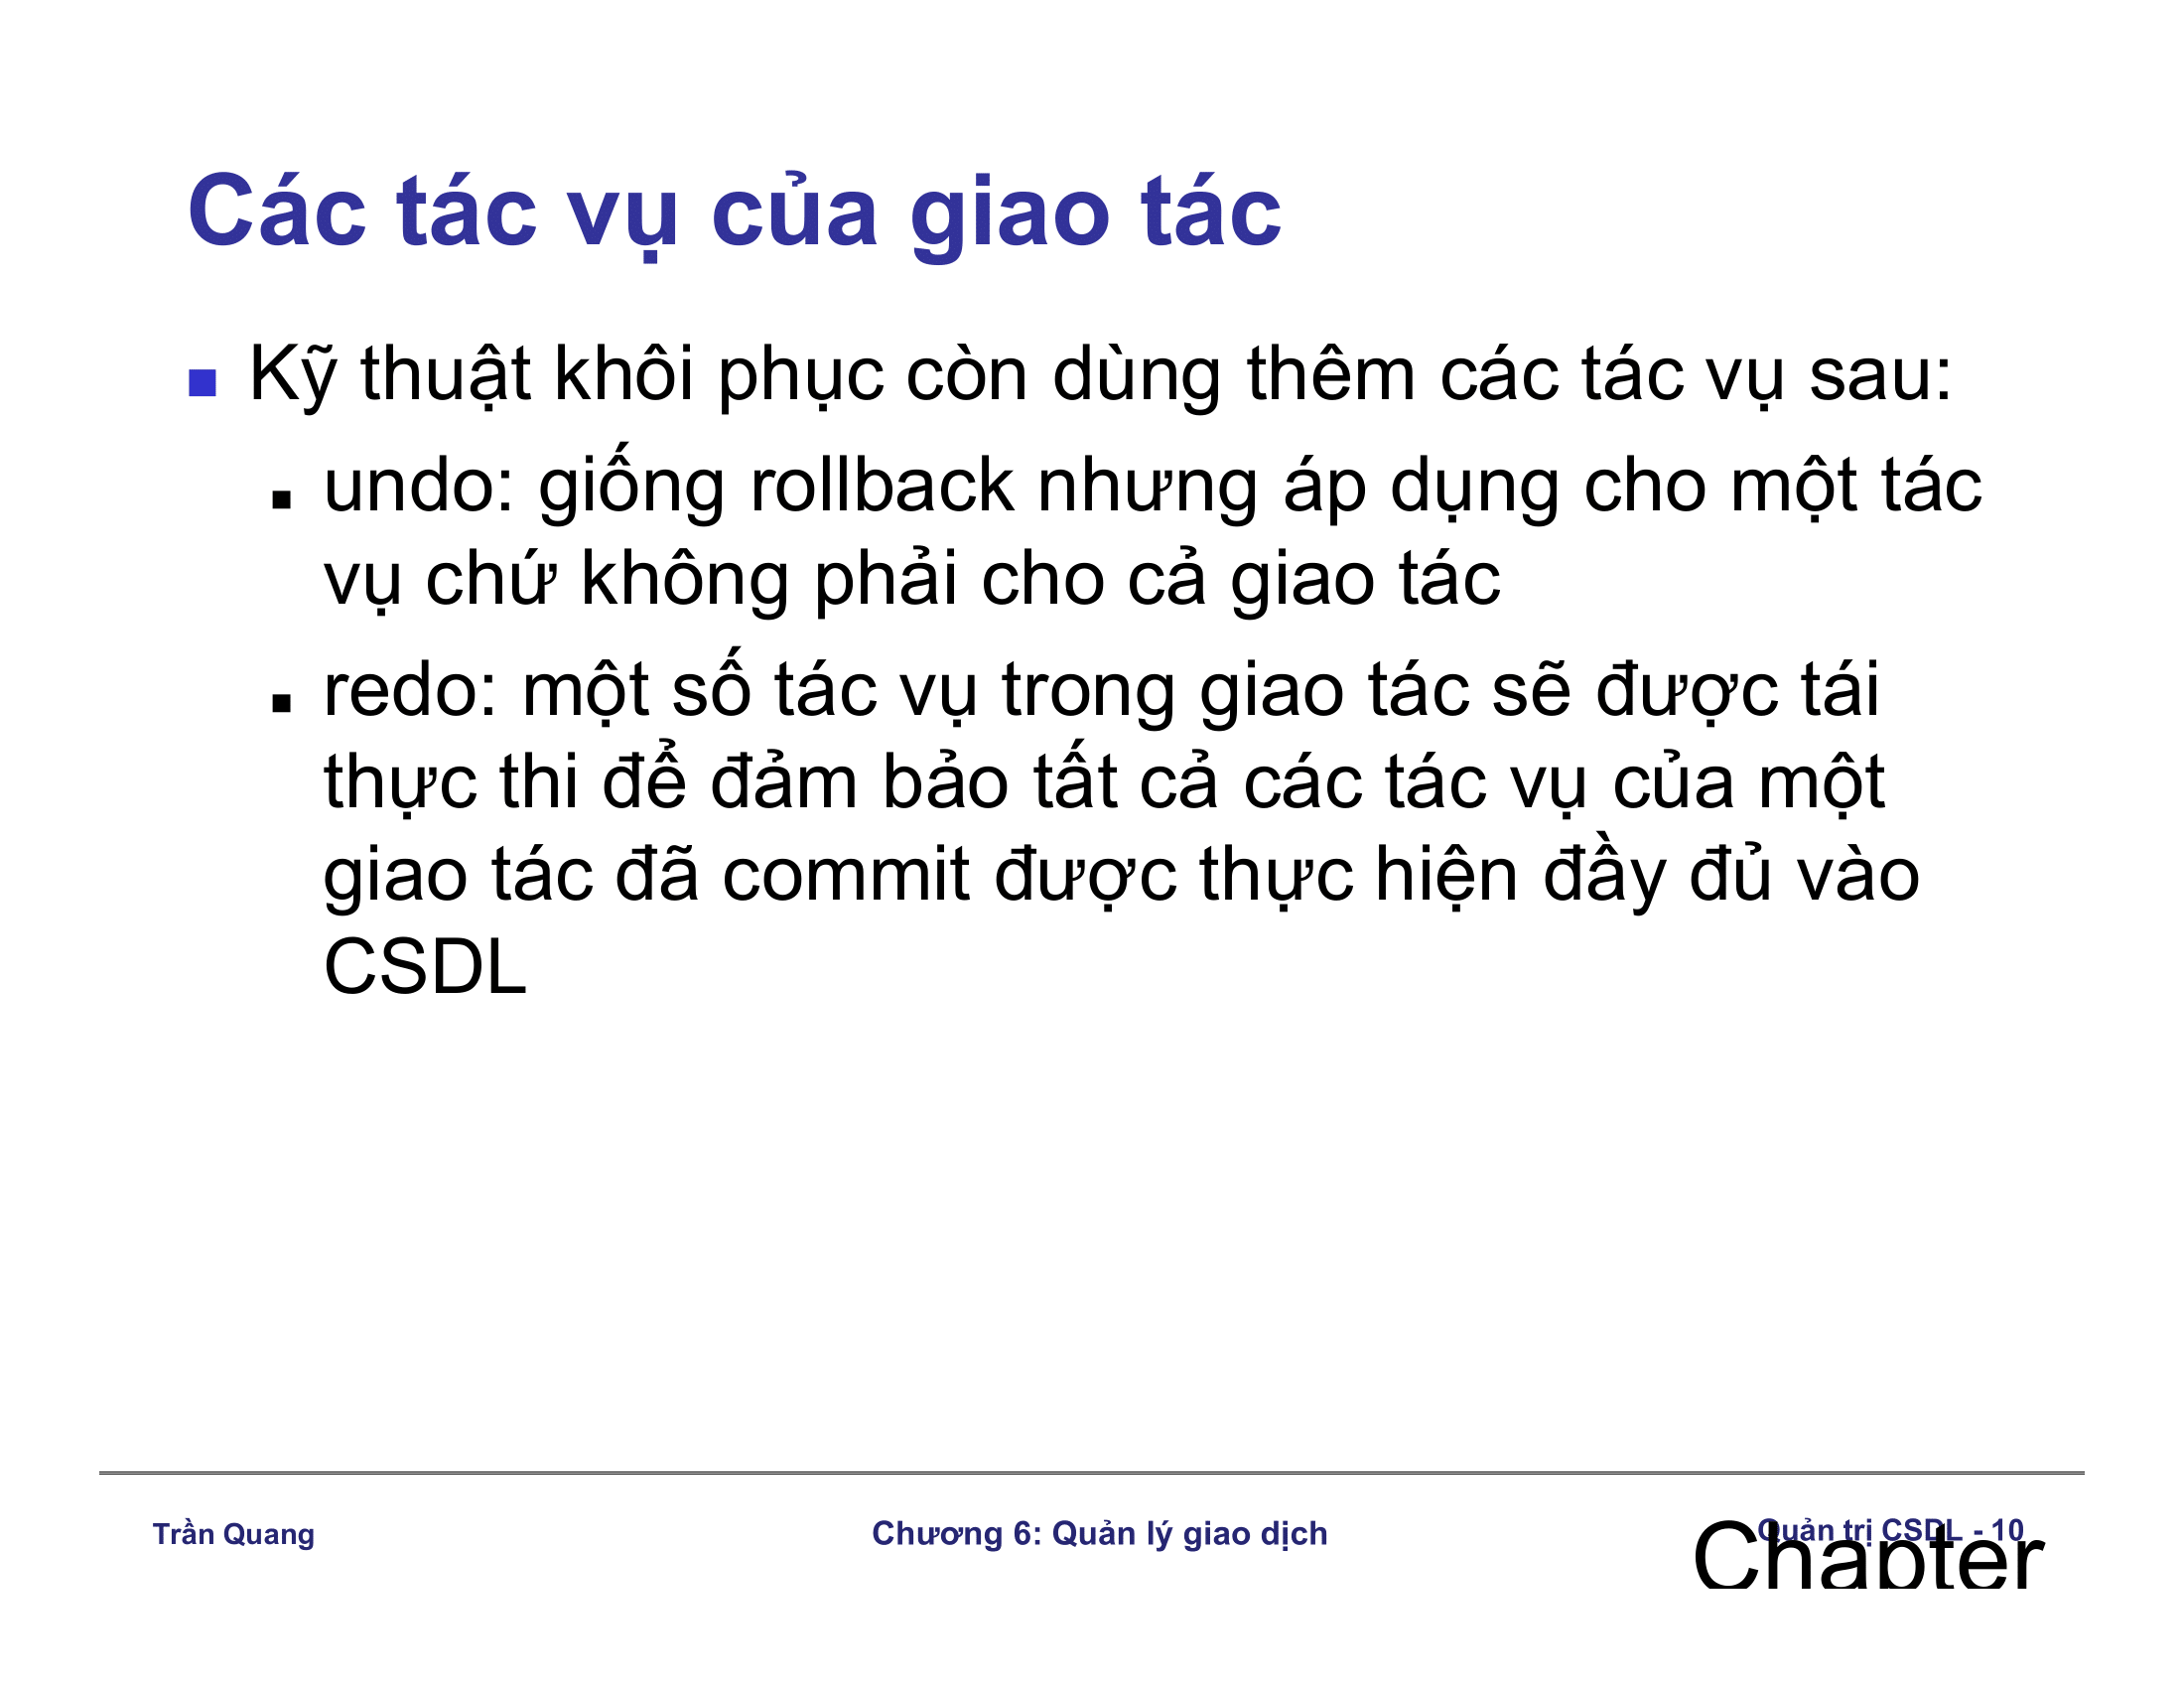 Các tác vụ của giao tác
Kỹ thuật khôi phục còn dùng thêm các tác vụ sau:
undo: giống rollback nhưng áp dụng cho một tác
vụ chứ không phải cho cả giao tác
redo: một số tác vụ trong giao tác sẽ được tái
thực thi để đảm bảo tất cả các tác vụ của một
giao tác đã commit được thực hiện đầy đủ vào
CSDL
Trần Quang
Chương 6: Quản lý giao dịch
Quản trị CSDL - 10
Chapter